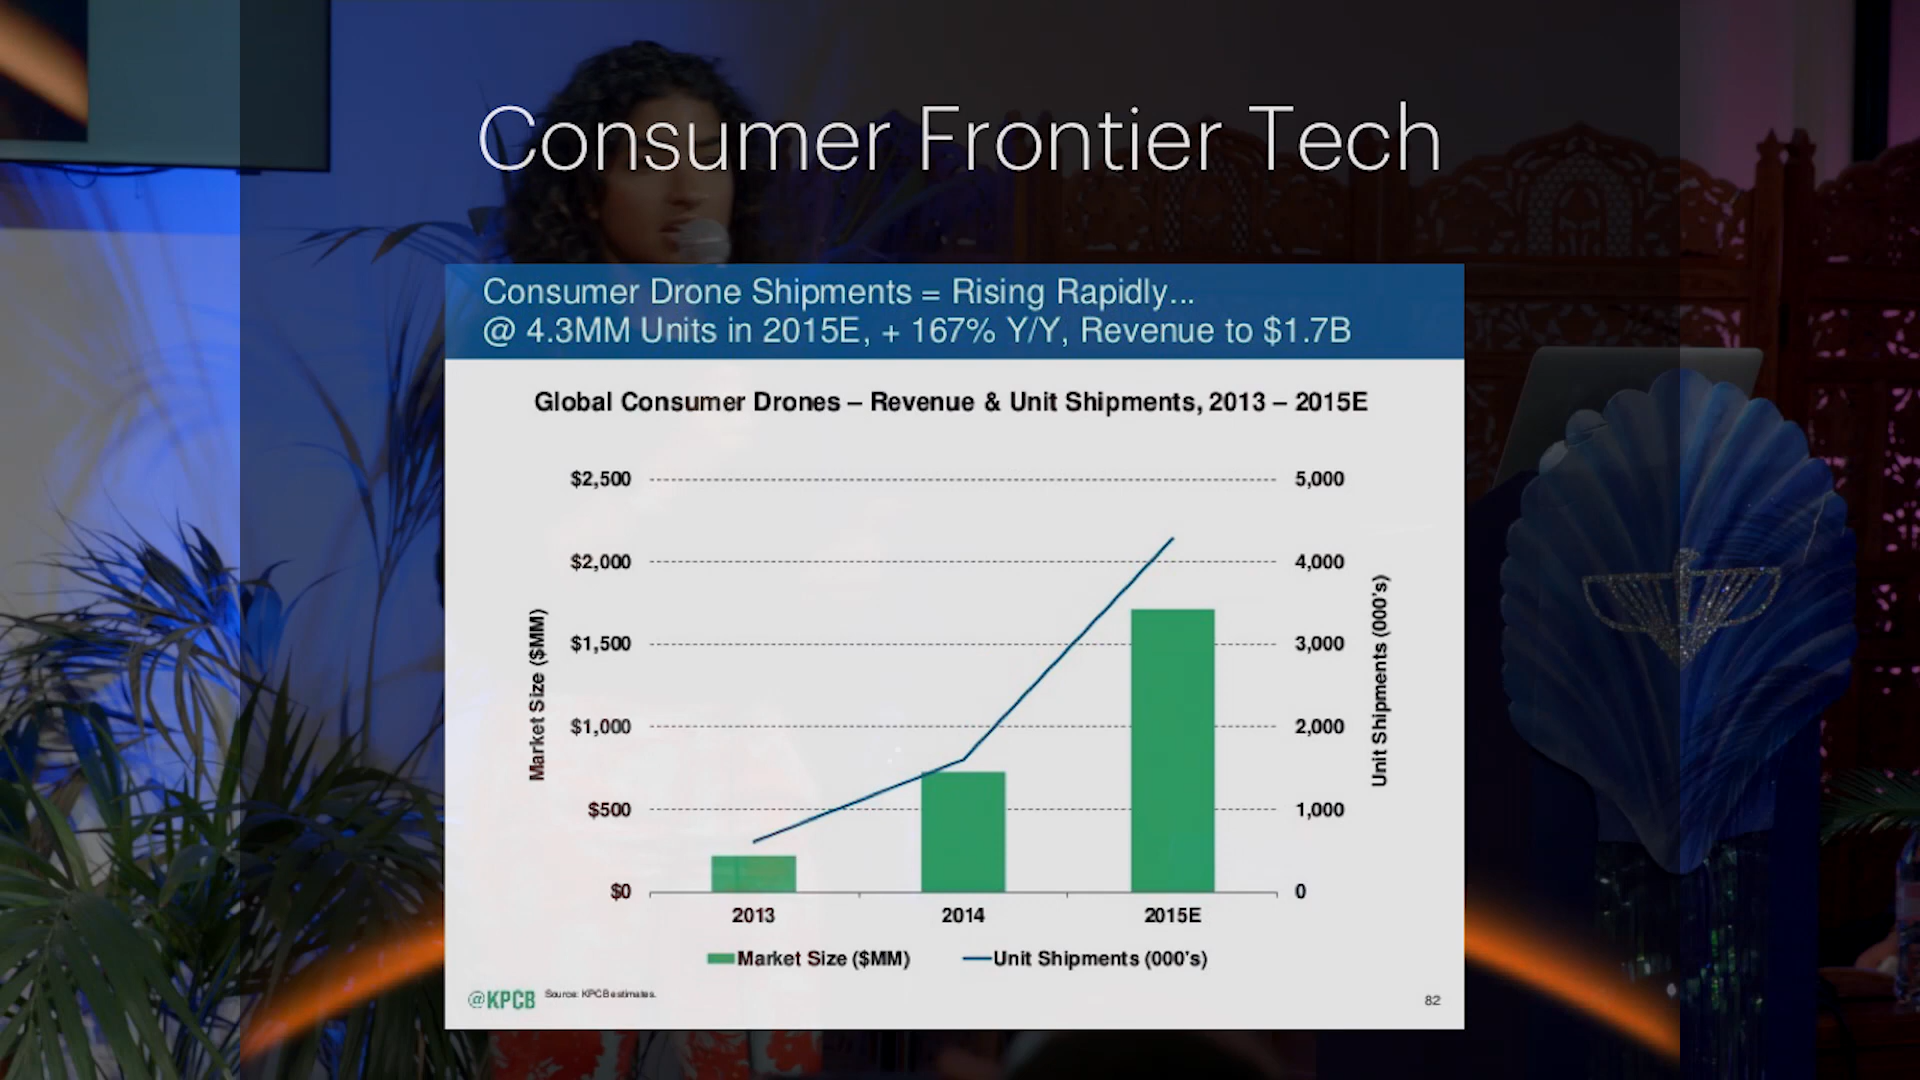 Consumer Frontier Tech
Consumer Drone Shipments = Rising Rapidly...
@ 4.3MM Units in 2015E, + 167% Y/Y, Revenue to $1.7B
Global Consumer Drones – Revenue & Unit Shipments, 2013 – 2015E
$2,500
5,000
$2,000
4,000
$1,500
3,000
$1,000
2,000
$500
1,000
$0
0
Market Size ($MM)
Unit Shipments (000's)
2013
2014
2015E
Market Size ($MM)
Unit Shipments (000's)
@KPCB
Source: KPCB estimates.
82